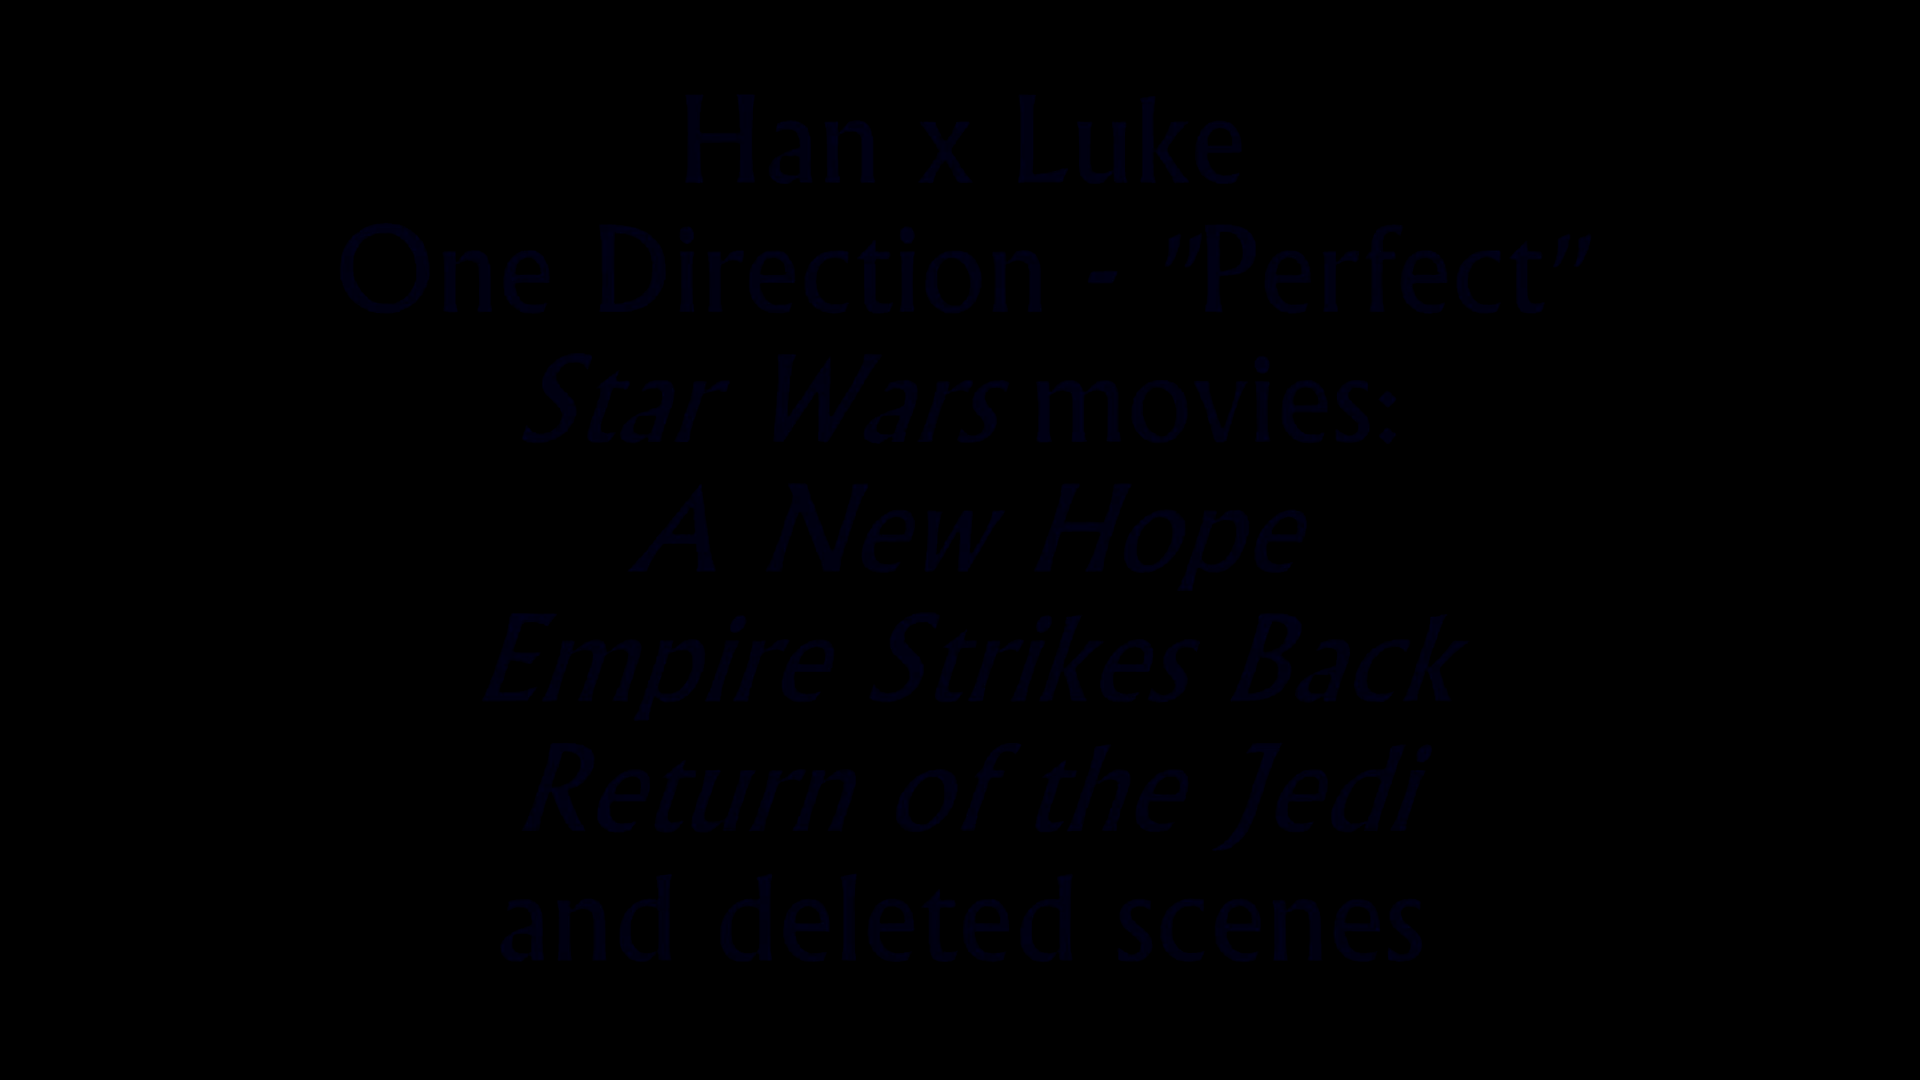 Han x Luke
One Direction - "Perfect"
Star Wars movies:
A New Hope
Empire Strikes Back
Return of the Jedi
and deleted scenes